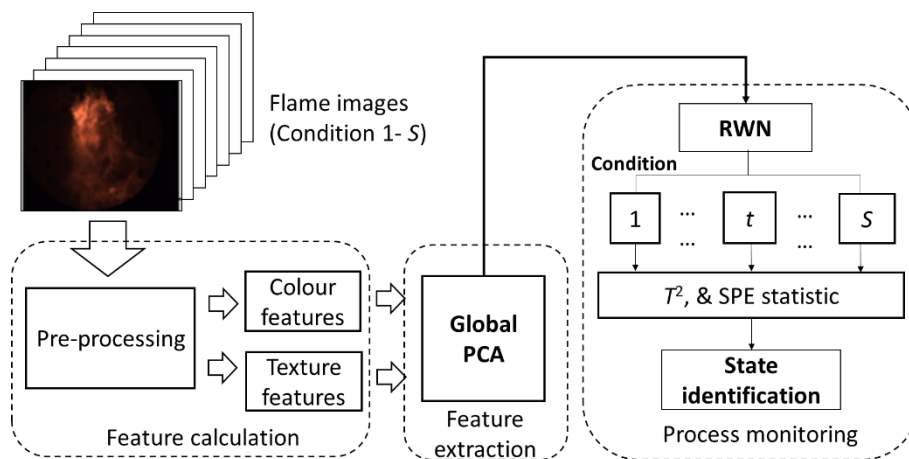 Flame images
(Condition 1- S)
Pre-processing
Colour
features
Texture
features
Feature calculation
Global
PCA
Feature
extraction
RWN
Condition
1
...
...
t
...
...
S
T², & SPE statistic
State
identification
Process monitoring